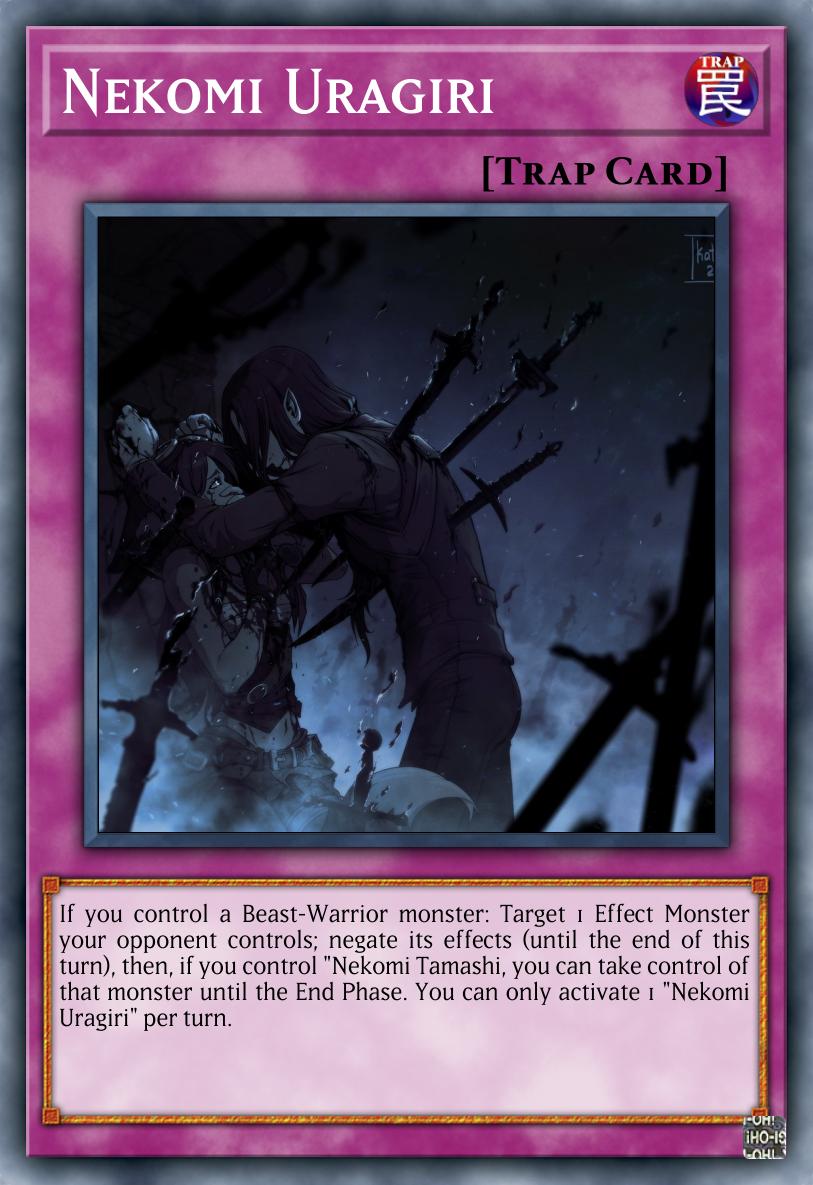 Nekomi Uragiri
TRAP
罠
[Trap Card]
If you control a Beast-Warrior monster: Target 1 Effect Monster
your opponent controls; negate its effects (until the end of this
turn), then, if you control "Nekomi Tamashi, you can take control of
that monster until the End Phase. You can only activate 1 "Nekomi
Uragiri" per turn.